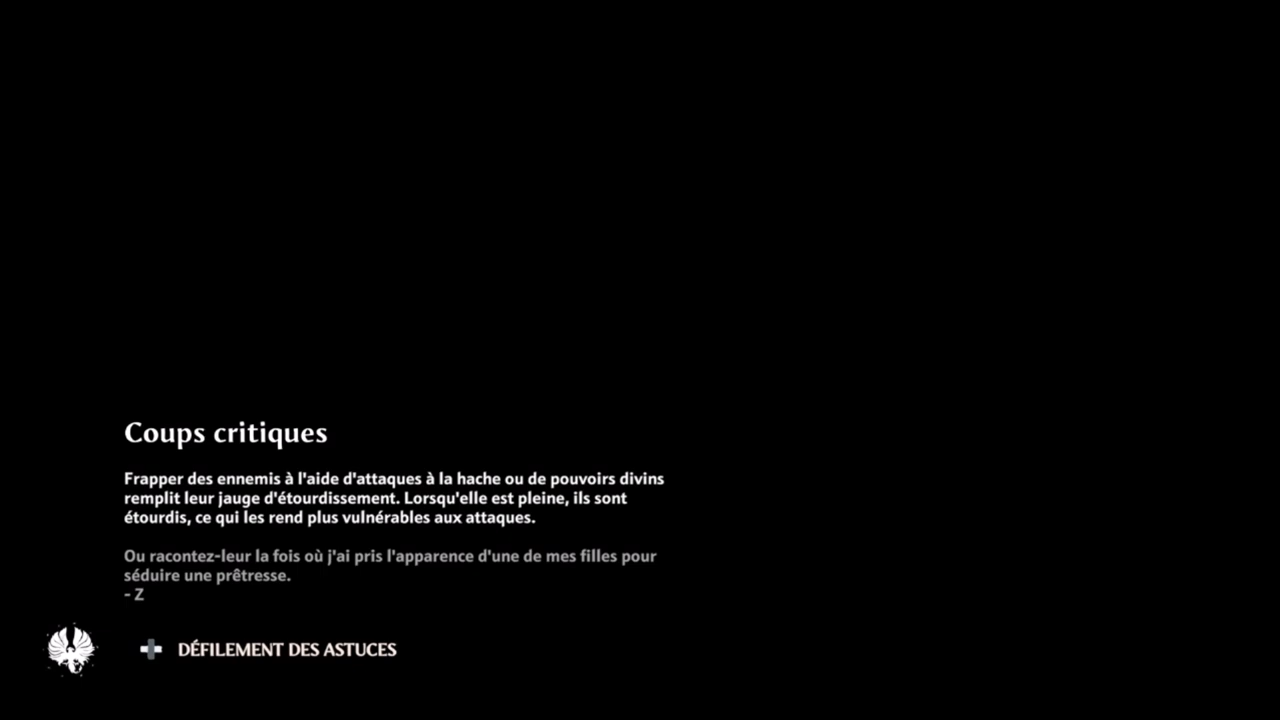 Coups critiques
Frapper des ennemis à l'aide d'attaques à la hache ou de pouvoirs divins
remplit leur jauge d'étourdissement. Lorsqu'elle est pleine, ils sont
étourdis, ce qui les rend plus vulnérables aux attaques.
Ou racontez-leur la fois où j'ai pris l'apparence d'une de mes filles pour
séduire une prêtresse.
- Z
DÉFILEMENT DES ASTUCES